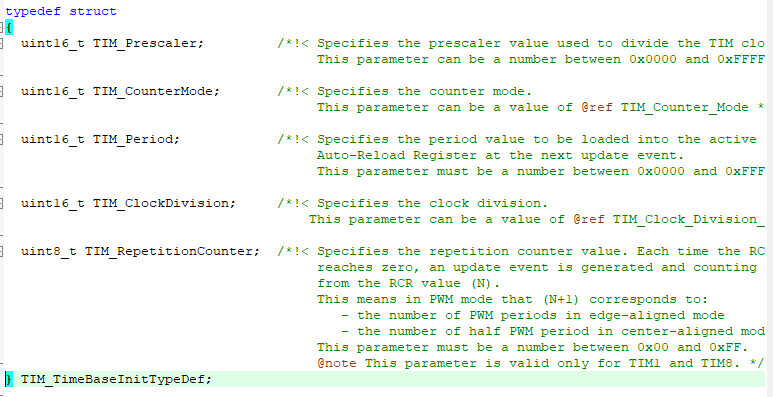 typedef struct
{
uint16_t TIM_Prescaler; /*!< Specifies the prescaler value used to divide the TIM clo
This parameter can be a number between 0x0000 and 0xFFFF
uint16_t TIM_CounterMode; /*!< Specifies the counter mode.
This parameter can be a value of @ref TIM_Counter_Mode *
uint16_t TIM_Period; /*!< Specifies the period value to be loaded into the active
Auto-Reload Register at the next update event.
This parameter must be a number between 0x0000 and 0xFFF
uint16_t TIM_ClockDivision; /*!< Specifies the clock division.
This parameter can be a value of @ref TIM_Clock_Division_
uint8_t TIM_RepetitionCounter; /*!< Specifies the repetition counter value. Each time the RC
reaches zero, an update event is generated and counting
from the RCR value (N).
This means in PWM mode that (N+1) corresponds to:
- the number of PWM periods in edge-aligned mode
- the number of half PWM period in center-aligned mod
This parameter must be a number between 0x00 and 0xFF.
@note This parameter is valid only for TIM1 and TIM8. */
} TIM_TimeBaseInitTypeDef;